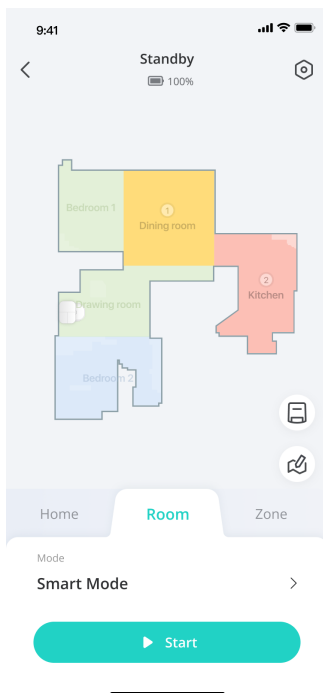 9:41
Standby
100%
Bedroom 1
1
Dining room
2
Kitchen
Drawing room
Bedroom 2
Home
Room
Zone
Mode
Smart Mode
Start